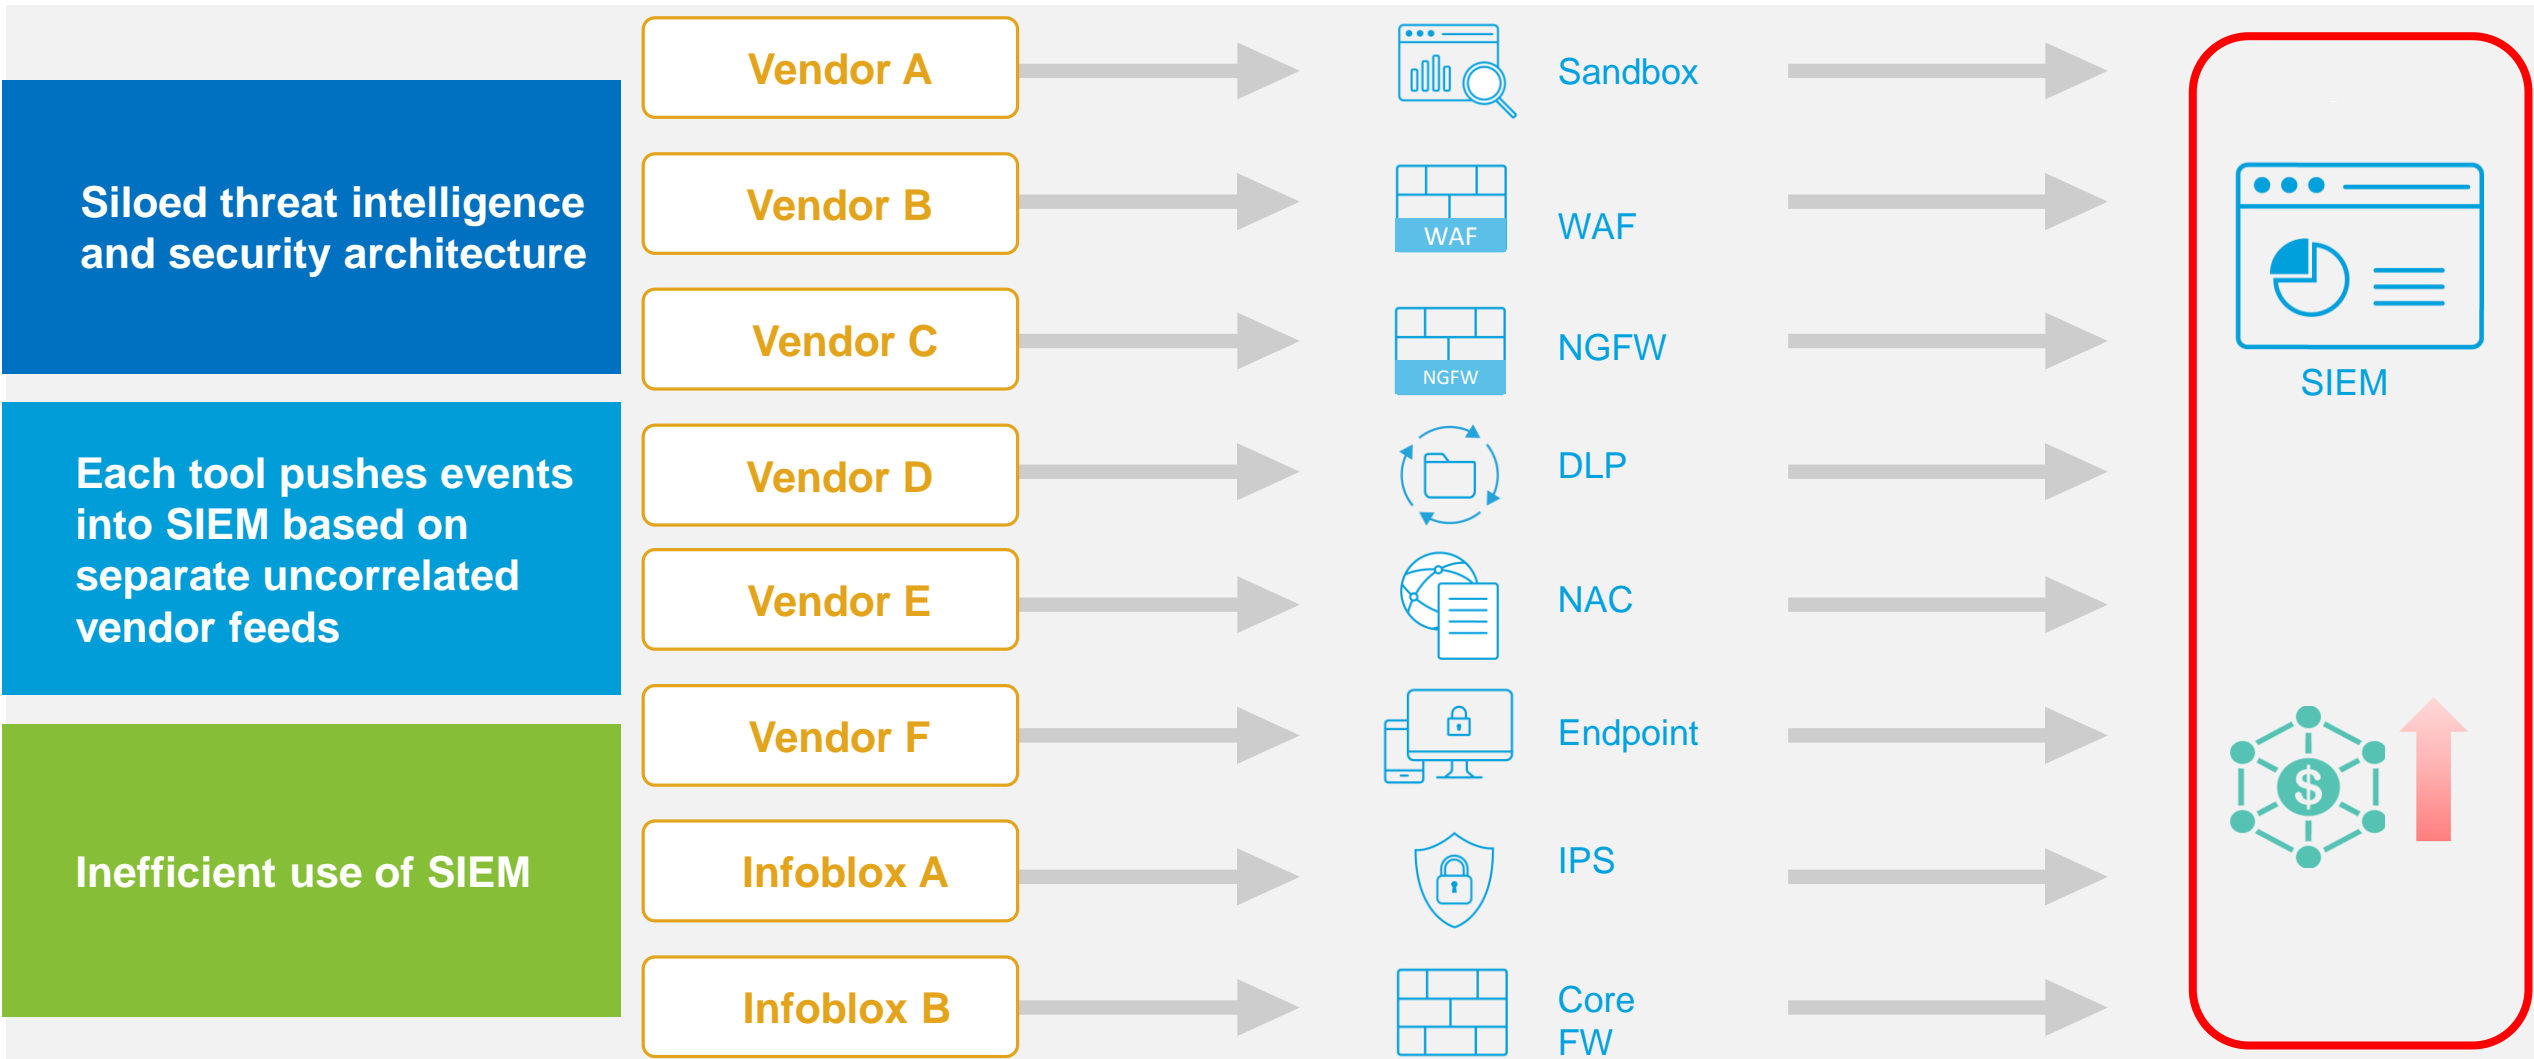 Siloed threat intelligence
and security architecture
Each tool pushes events
into SIEM based on
separate uncorrelated
vendor feeds
Inefficient use of SIEM
Vendor A
Sandbox
Vendor B
WAF
WAF
Vendor C
NGFW
NGFW
Vendor D
DLP
Vendor E
NAC
Vendor F
Endpoint
Infoblox A
IPS
Infoblox B
Core
FW
SIEM
$